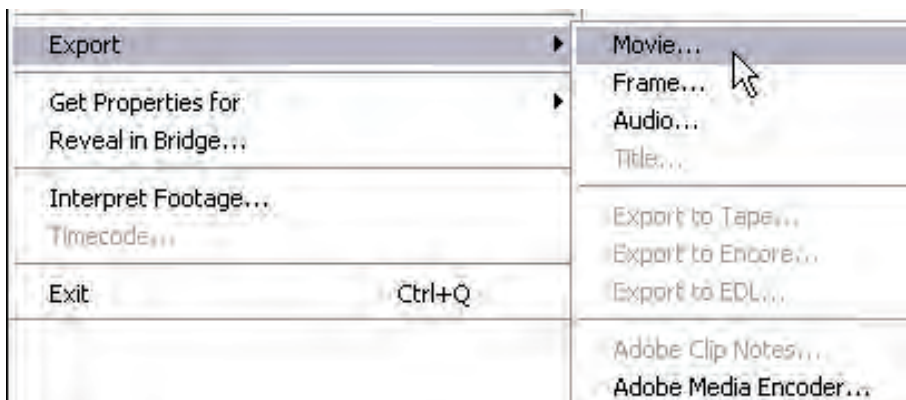 Export
Get Properties for
Reveal in Bridge...
Interpret Footage...
Timecode...
Exit Ctrl+Q
Movie...
Frame...
Audio...
Title...
Export to Tape...
Export to Encore...
Export to EDL...
Adobe Clip Notes...
Adobe Media Encoder...